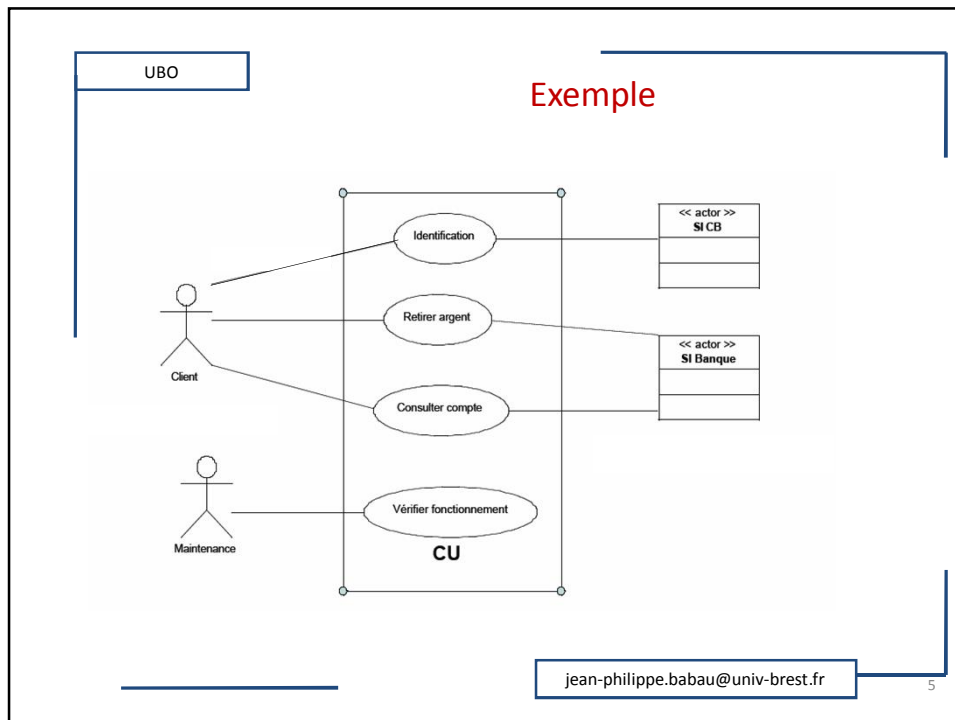 UBO
Exemple
Identification
<< actor >>
SI CB
Retirer argent
<< actor >>
SI Banque
Client
Consulter compte
Vérifier fonctionnement
Maintenance
CU
jean-philippe.babau@univ-brest.fr
5